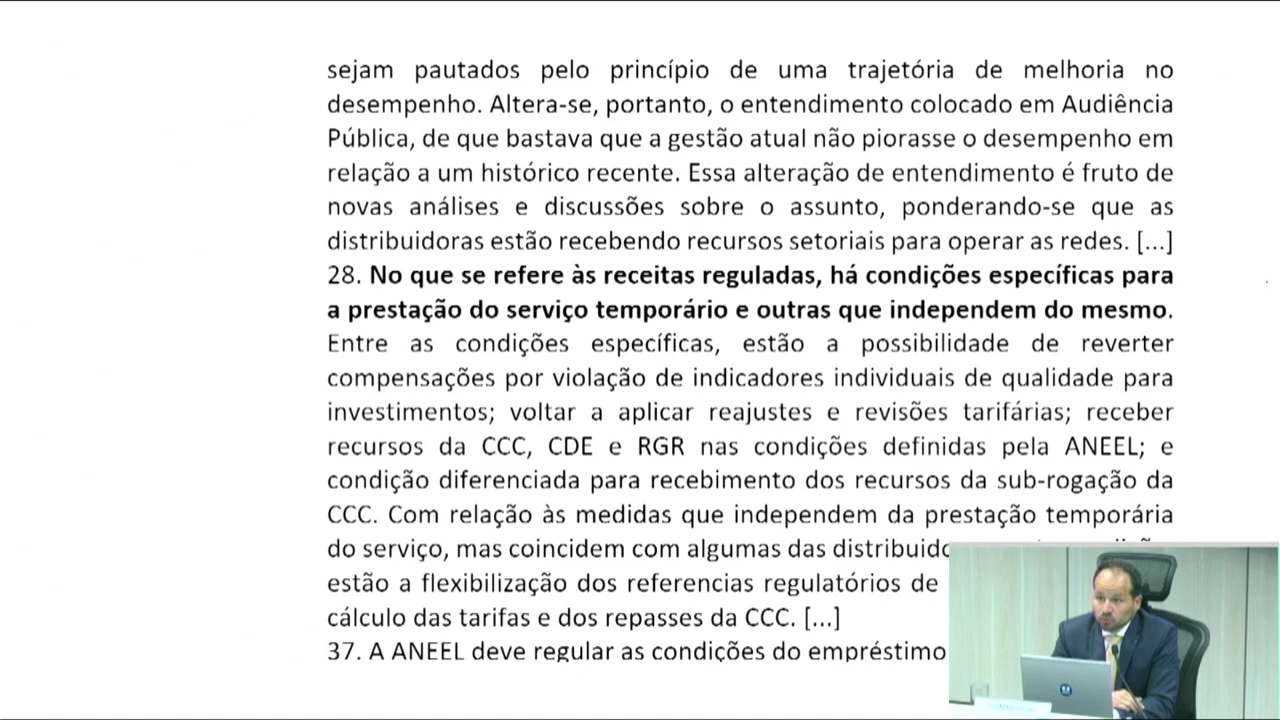 sejam pautados pelo princípio de uma trajetória de melhoria no
desempenho. Altera-se, portanto, o entendimento colocado em Audiência
Pública, de que bastava que a gestão atual não piorasse o desempenho em
relação a um histórico recente. Essa alteração de entendimento é fruto de
novas análises e discussões sobre o assunto, ponderando-se que as
distribuidoras estão recebendo recursos setoriais para operar as redes. [...]
28. No que se refere às receitas reguladas, há condições específicas para
a prestação do serviço temporário e outras que independem do mesmo.
Entre as condições específicas, estão a possibilidade de reverter
compensações por violação de indicadores individuais de qualidade para
investimentos; voltar a aplicar reajustes e revisões tarifárias; receber
recursos da CCC, CDE e RGR nas condições definidas pela ANEEL; e
condição diferenciada para recebimento dos recursos da sub-rogação da
CCC. Com relação às medidas que independem da prestação temporária
do serviço, mas coincidem com algumas das
estão a flexibilização dos referencias regulatórios de
cálculo das tarifas e dos repasses da CCC. [...]
37. A ANEEL deve regular as condições do empréstimo